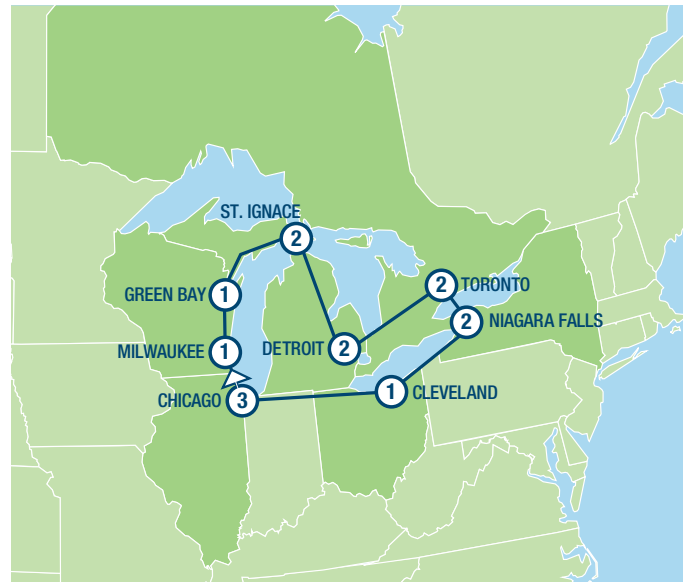 ST. IGNACE
2
GREEN BAY 1
2 TORONTO
2 NIAGARA FALLS
MILWAUKEE 1
DETROIT 2
CHICAGO 3
1 CLEVELAND